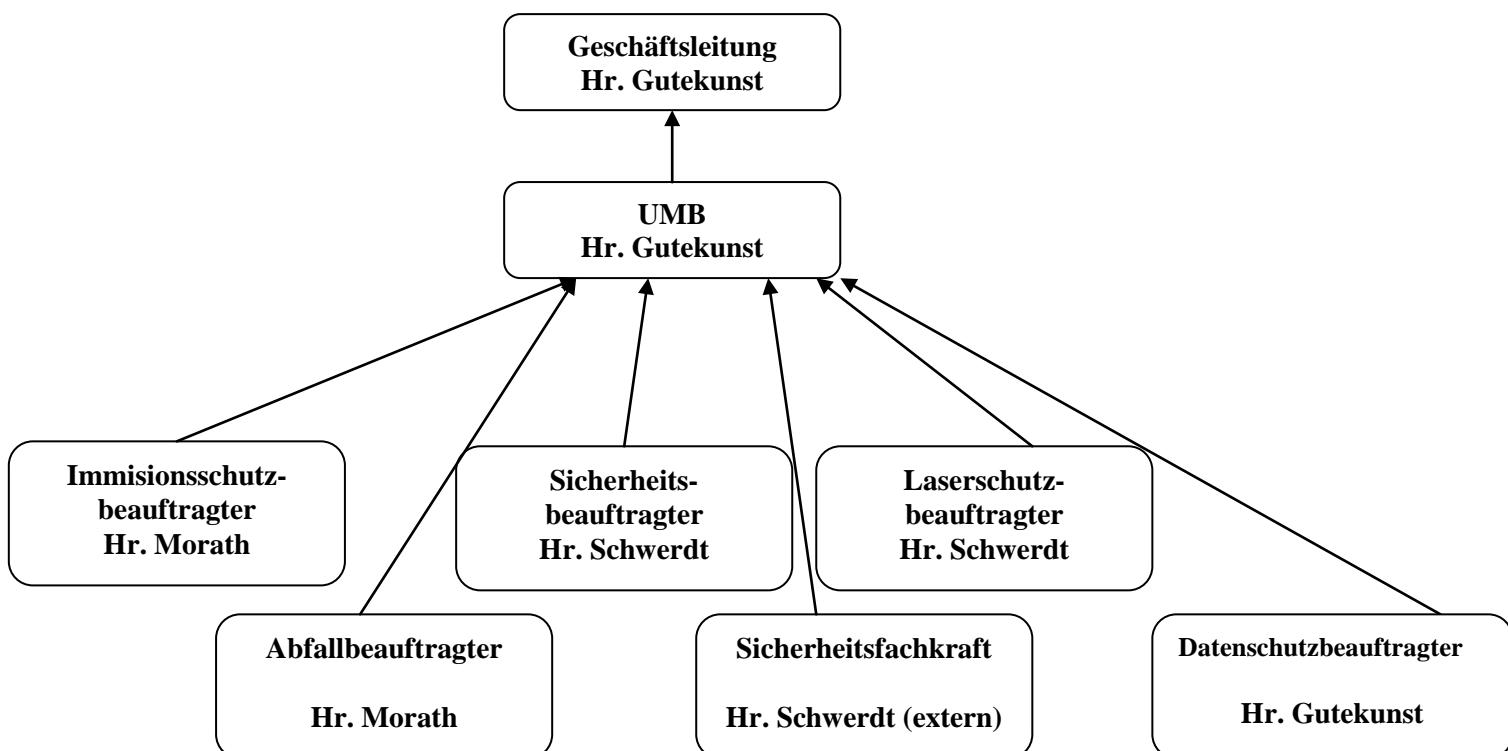 Geschäftsleitung
Hr. Gutekunst
UMB
Hr. Gutekunst
Immisionsschutz-
beauftragter
Hr. Morath
Sicherheits-
beauftragter
Hr. Schwerdt
Laserschutz-
beauftragter
Hr. Schwerdt
Abfallbeauftragter
Hr. Morath
Sicherheitsfachkraft
Hr. Schwerdt (extern)
Datenschutzbeauftragter
Hr. Gutekunst